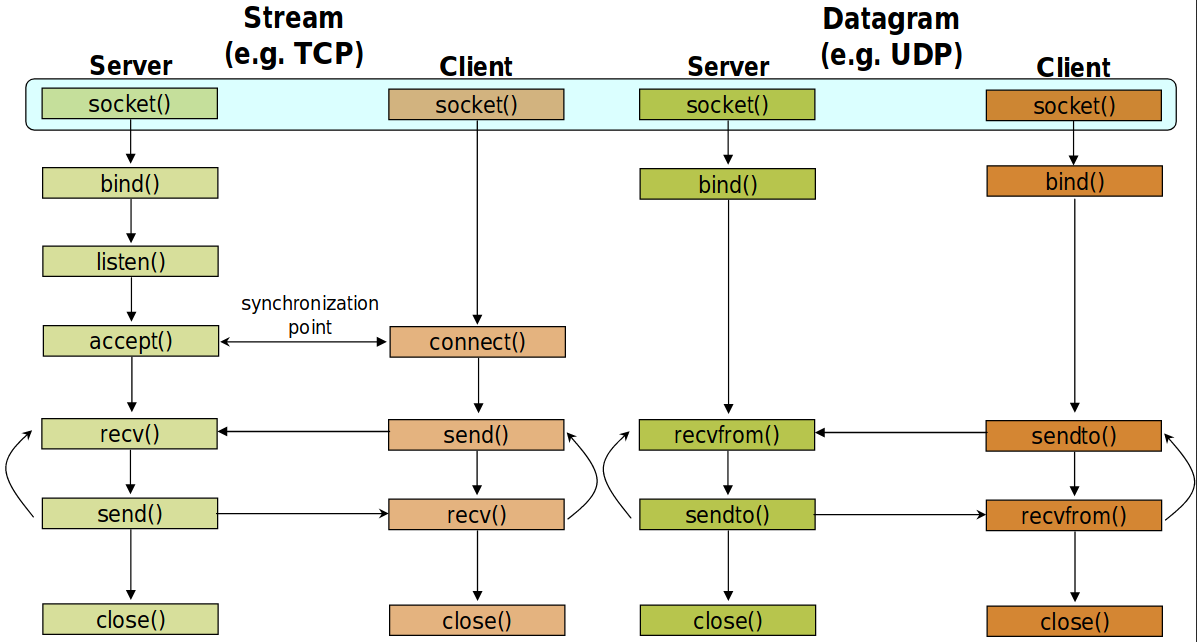 Stream
(e.g. TCP)
Datagram
(e.g. UDP)
Server
Client
Server
Client
socket()
socket()
socket()
socket()
bind()
bind()
bind()
listen()
synchronization
point
accept()
connect()
recv()
send()
recvfrom()
sendto()
send()
recv()
sendto()
recvfrom()
close()
close()
close()
close()